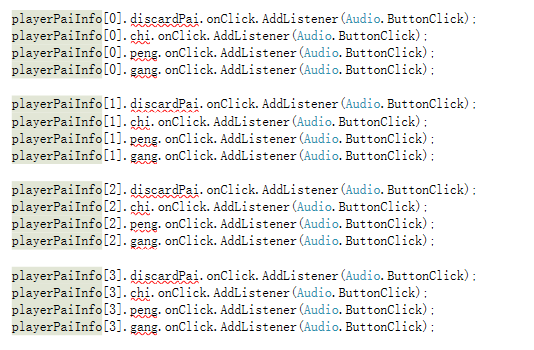 playerPaiInfo[0].discardPai.onClick.AddListener(Audio.ButtonClick);
playerPaiInfo[0].chi.onClick.AddListener(Audio.ButtonClick);
playerPaiInfo[0].peng.onClick.AddListener(Audio.ButtonClick);
playerPaiInfo[0].gang.onClick.AddListener(Audio.ButtonClick);
playerPaiInfo[1].discardPai.onClick.AddListener(Audio.ButtonClick);
playerPaiInfo[1].chi.onClick.AddListener(Audio.ButtonClick);
playerPaiInfo[1].peng.onClick.AddListener(Audio.ButtonClick);
playerPaiInfo[1].gang.onClick.AddListener(Audio.ButtonClick);
playerPaiInfo[2].discardPai.onClick.AddListener(Audio.ButtonClick);
playerPaiInfo[2].chi.onClick.AddListener(Audio.ButtonClick);
playerPaiInfo[2].peng.onClick.AddListener(Audio.ButtonClick);
playerPaiInfo[2].gang.onClick.AddListener(Audio.ButtonClick);
playerPaiInfo[3].discardPai.onClick.AddListener(Audio.ButtonClick);
playerPaiInfo[3].chi.onClick.AddListener(Audio.ButtonClick);
playerPaiInfo[3].peng.onClick.AddListener(Audio.ButtonClick);
playerPaiInfo[3].gang.onClick.AddListener(Audio.ButtonClick);